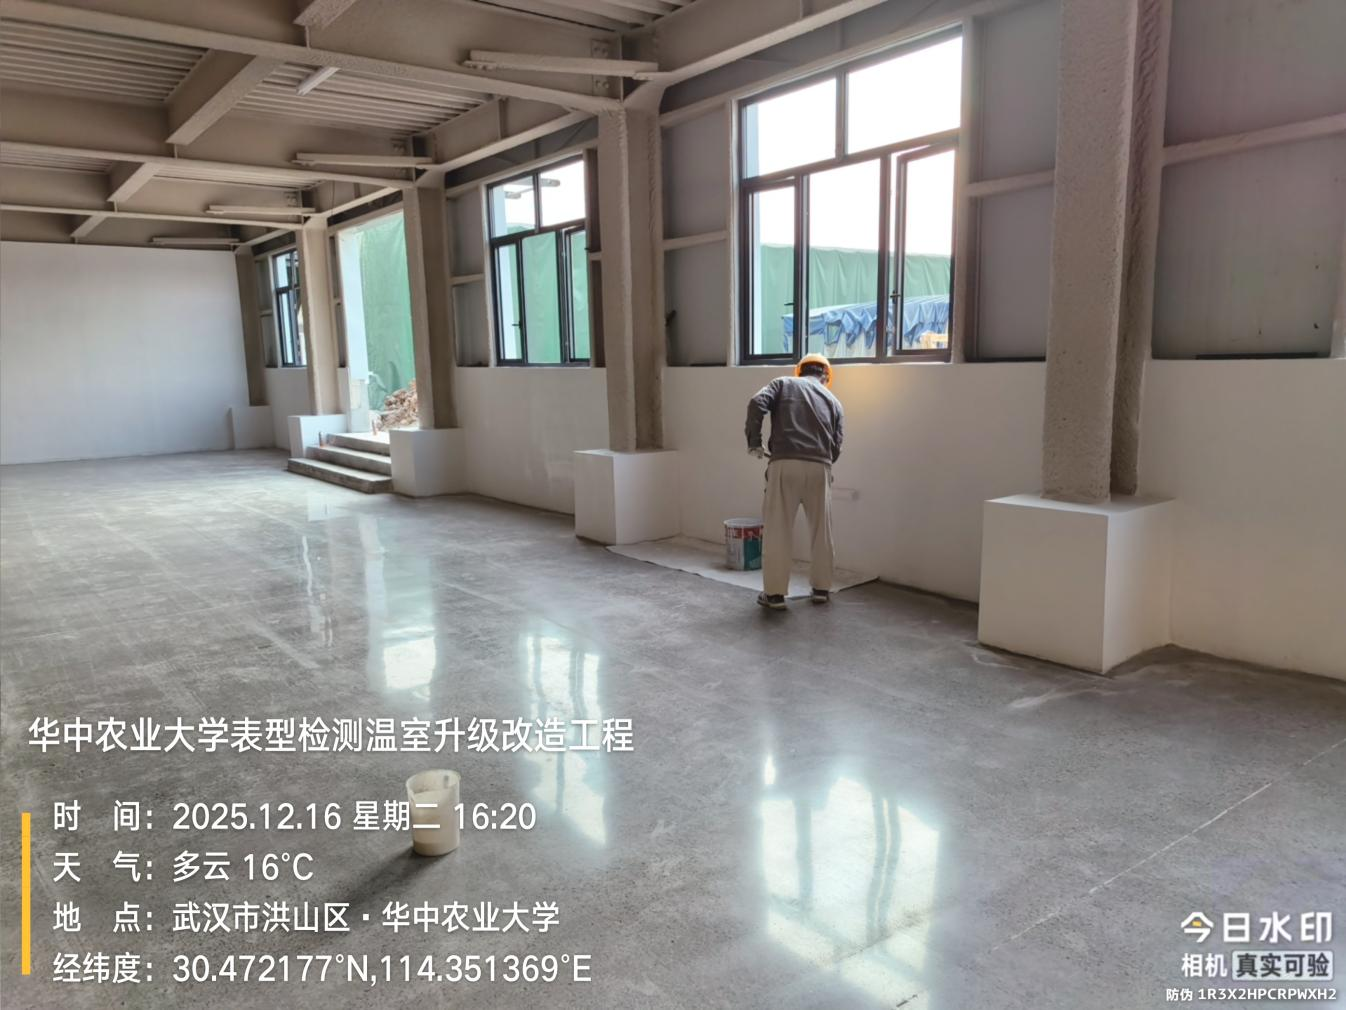 华中农业大学表型检测温室升级改造工程
时 间：2025.12.16 星期二 16:20
天 气：多云 16°C
地 点：武汉市洪山区·华中农业大学
经纬度：30.472177°N,114.351369°E
今日水印
相机 真实可验
防伪 1R3X2HPCRPWXH2